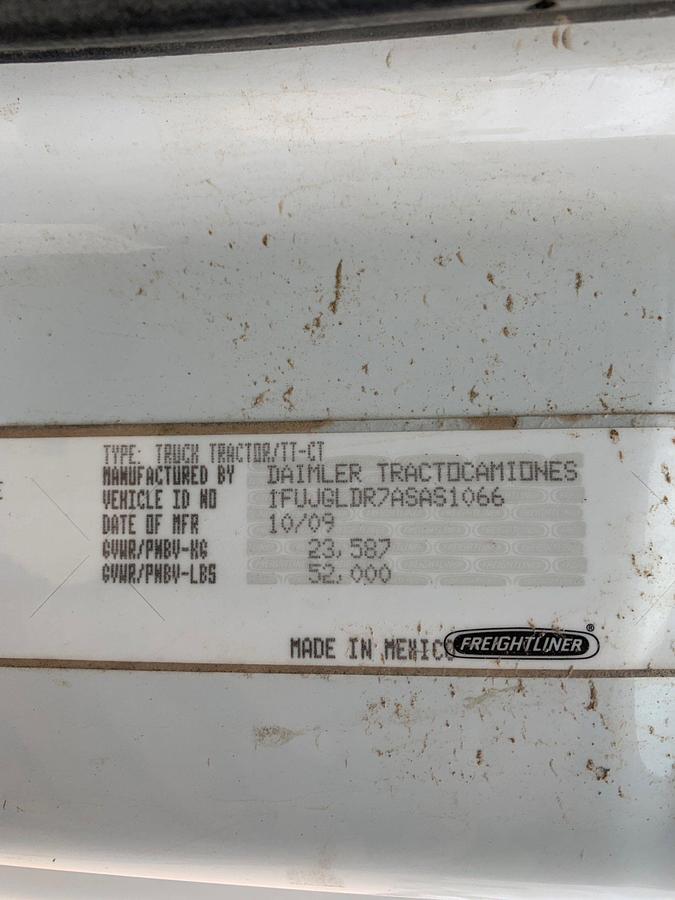 TYPE: TRUCK TRACTOR/TT-CT
MANUFACTURED BY DAIMLER TRACTOCAMIONES
VEHICLE ID NO 1FUJGLDR7ASAS1066
DATE OF MFR 10/09
GVWR/PNBV-KG 23,587
GVWR/PNBV-LBS 52,000
MADE IN MEXICO FREIGHTLINER®